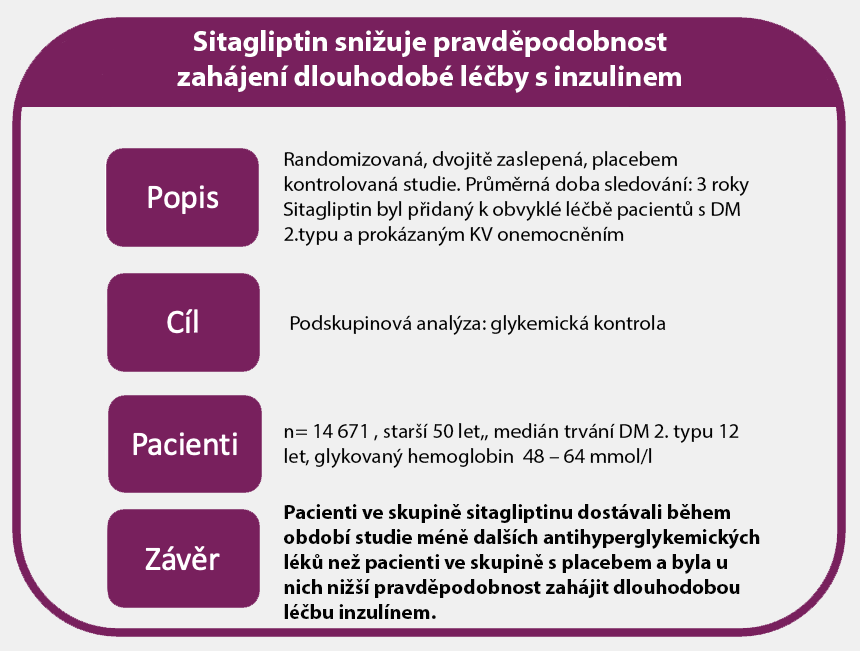 Sitagliptin snižuje pravděpodobnost
zahájení dlouhodobé léčby s inzulinem
Popis
Randomizovaná, dvojitě zaslepená, placebem
kontrolovaná studie. Průměrná doba sledování: 3 roky
Sitagliptin byl přidaný k obvyklé léčbě pacientů s DM
2.typu a prokázaným KV onemocněním
Cíl
Podskupinová analýza: glykemická kontrola
Pacienti
n= 14 671 , starší 50 let,, medián trvání DM 2. typu 12
let, glykovaný hemoglobin 48 – 64 mmol/l
Závěr
Pacienti ve skupině sitagliptinu dostávali během
období studie méně dalších antihyperglykemických
léků než pacienti ve skupině s placebem a byla u
nich nižší pravděpodobnost zahájit dlouhodobou
léčbu inzulínem.